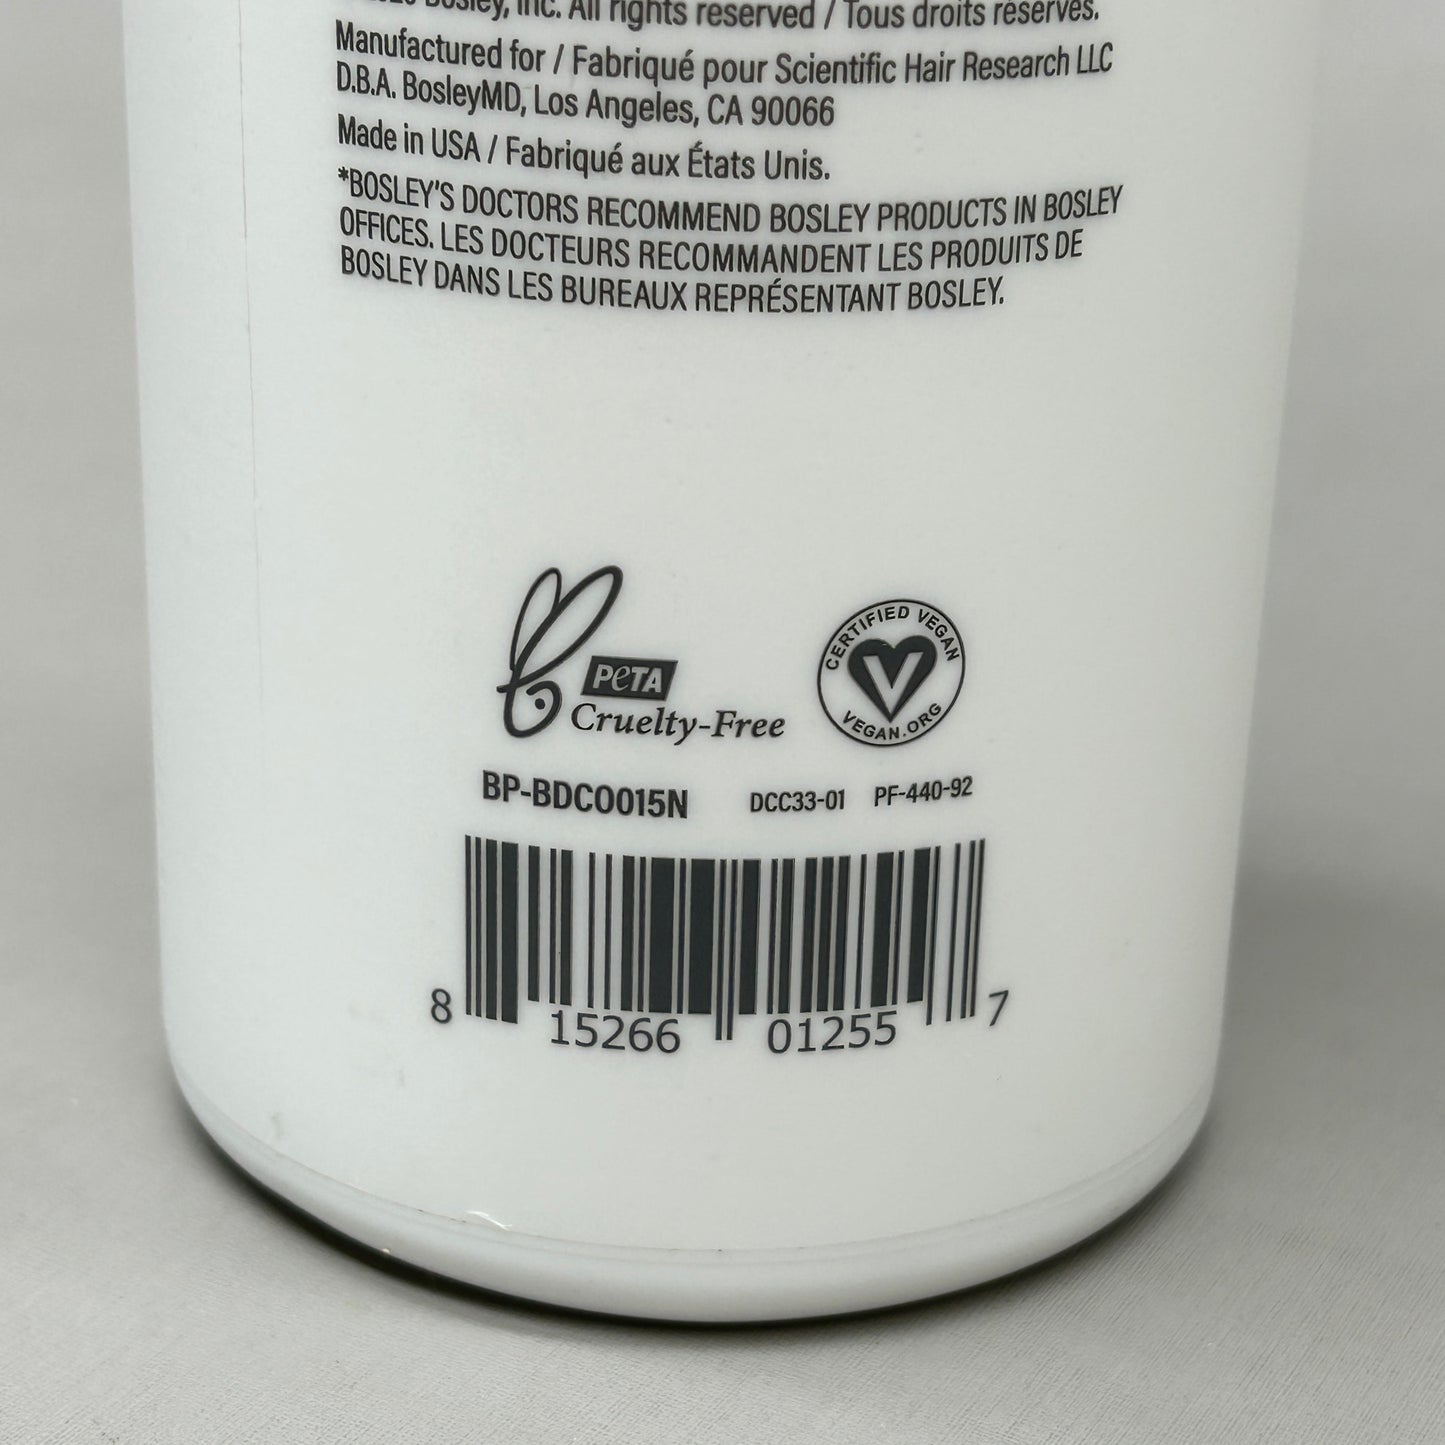 Bosley, Inc. All rights reserved / Tous droits réservés.
Manufactured for / Fabriqué pour Scientific Hair Research LLC
D.B.A. BosleyMD, Los Angeles, CA 90066
Made in USA / Fabriqué aux États Unis.
*BOSLEY'S DOCTORS RECOMMEND BOSLEY PRODUCTS IN BOSLEY
OFFICES. LES DOCTEURS RECOMMANDENT LES PRODUITS DE
BOSLEY DANS LES BUREAUX REPRÉSENTANT BOSLEY.
PETA
Cruelty-Free
CERTIFIED VEGAN
V
VEGAN.ORG
BP-BDCO015N DCC33-01 PF-440-92
8 15266 01255 7